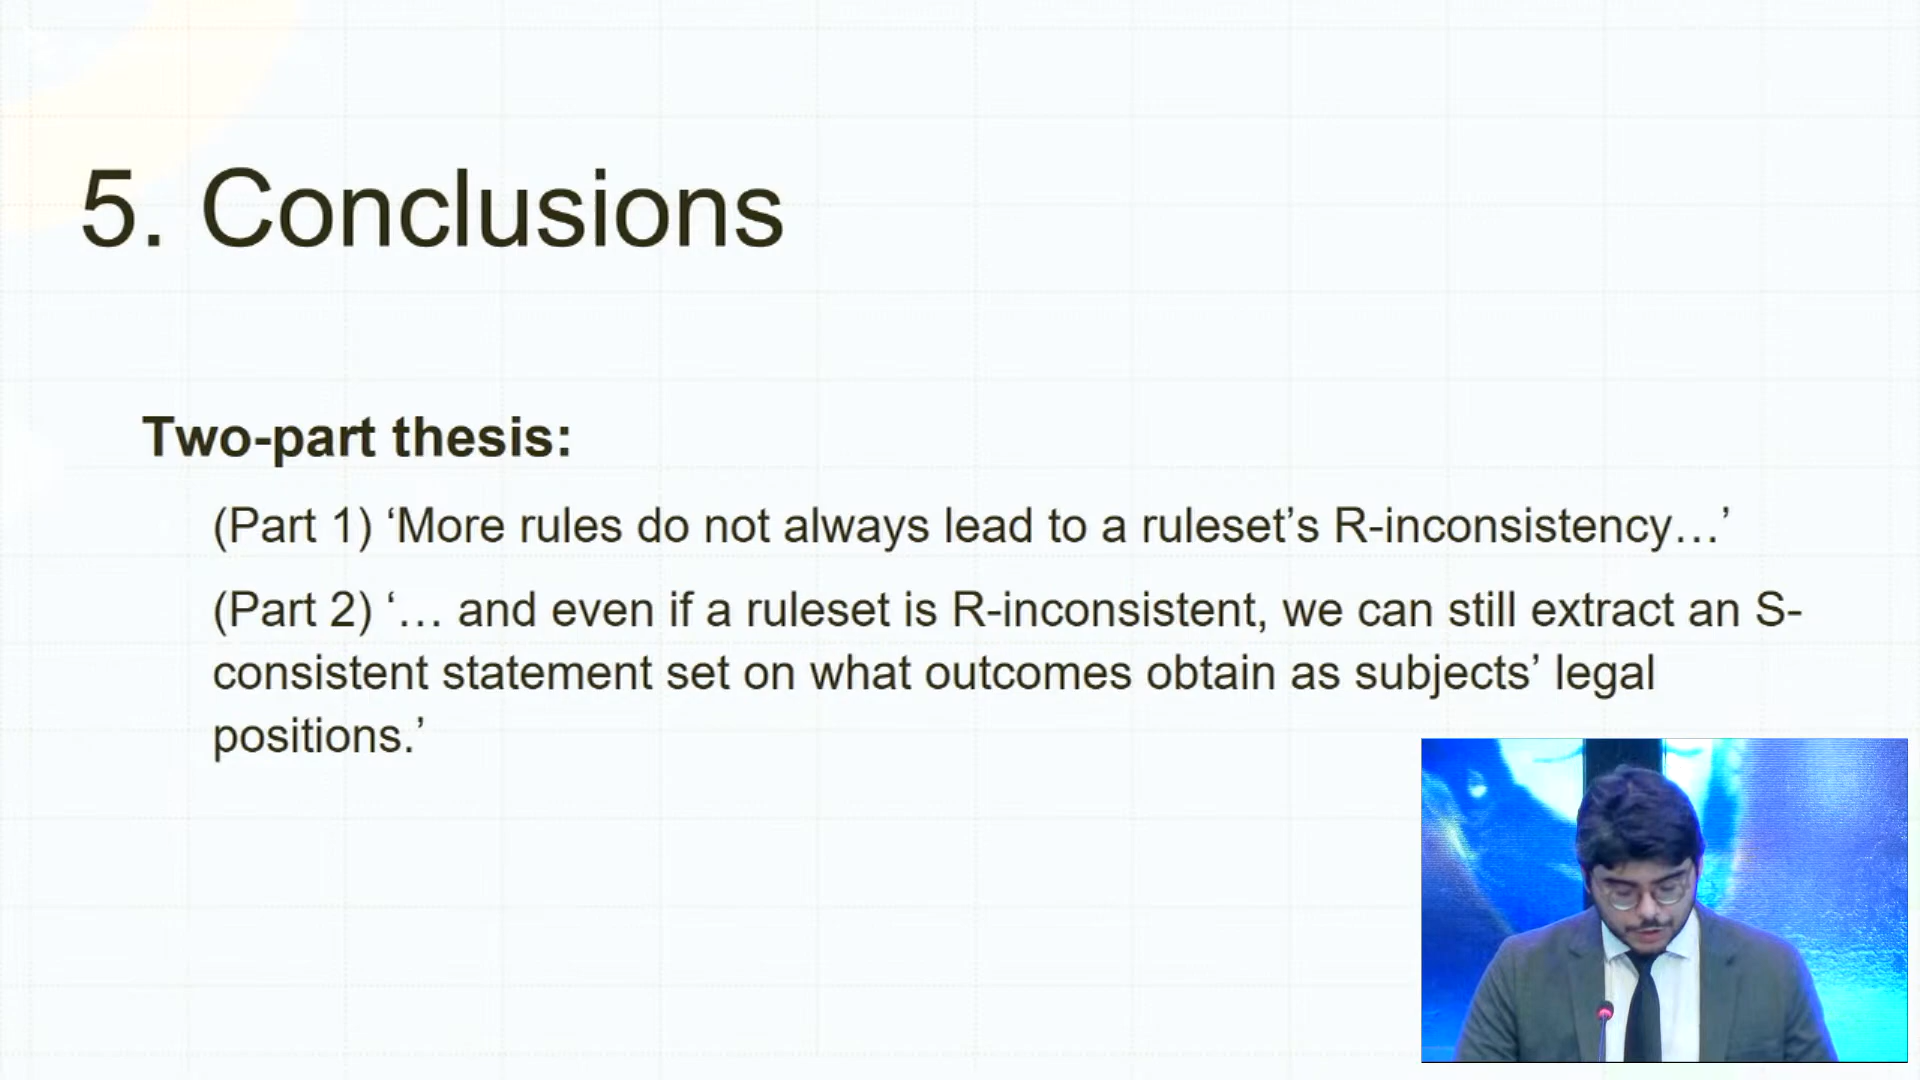 5. Conclusions
Two-part thesis:
(Part 1) ‘More rules do not always lead to a ruleset’s R-inconsistency…’
(Part 2) ‘… and even if a ruleset is R-inconsistent, we can still extract an S-
consistent statement set on what outcomes obtain as subjects’ legal
positions.’